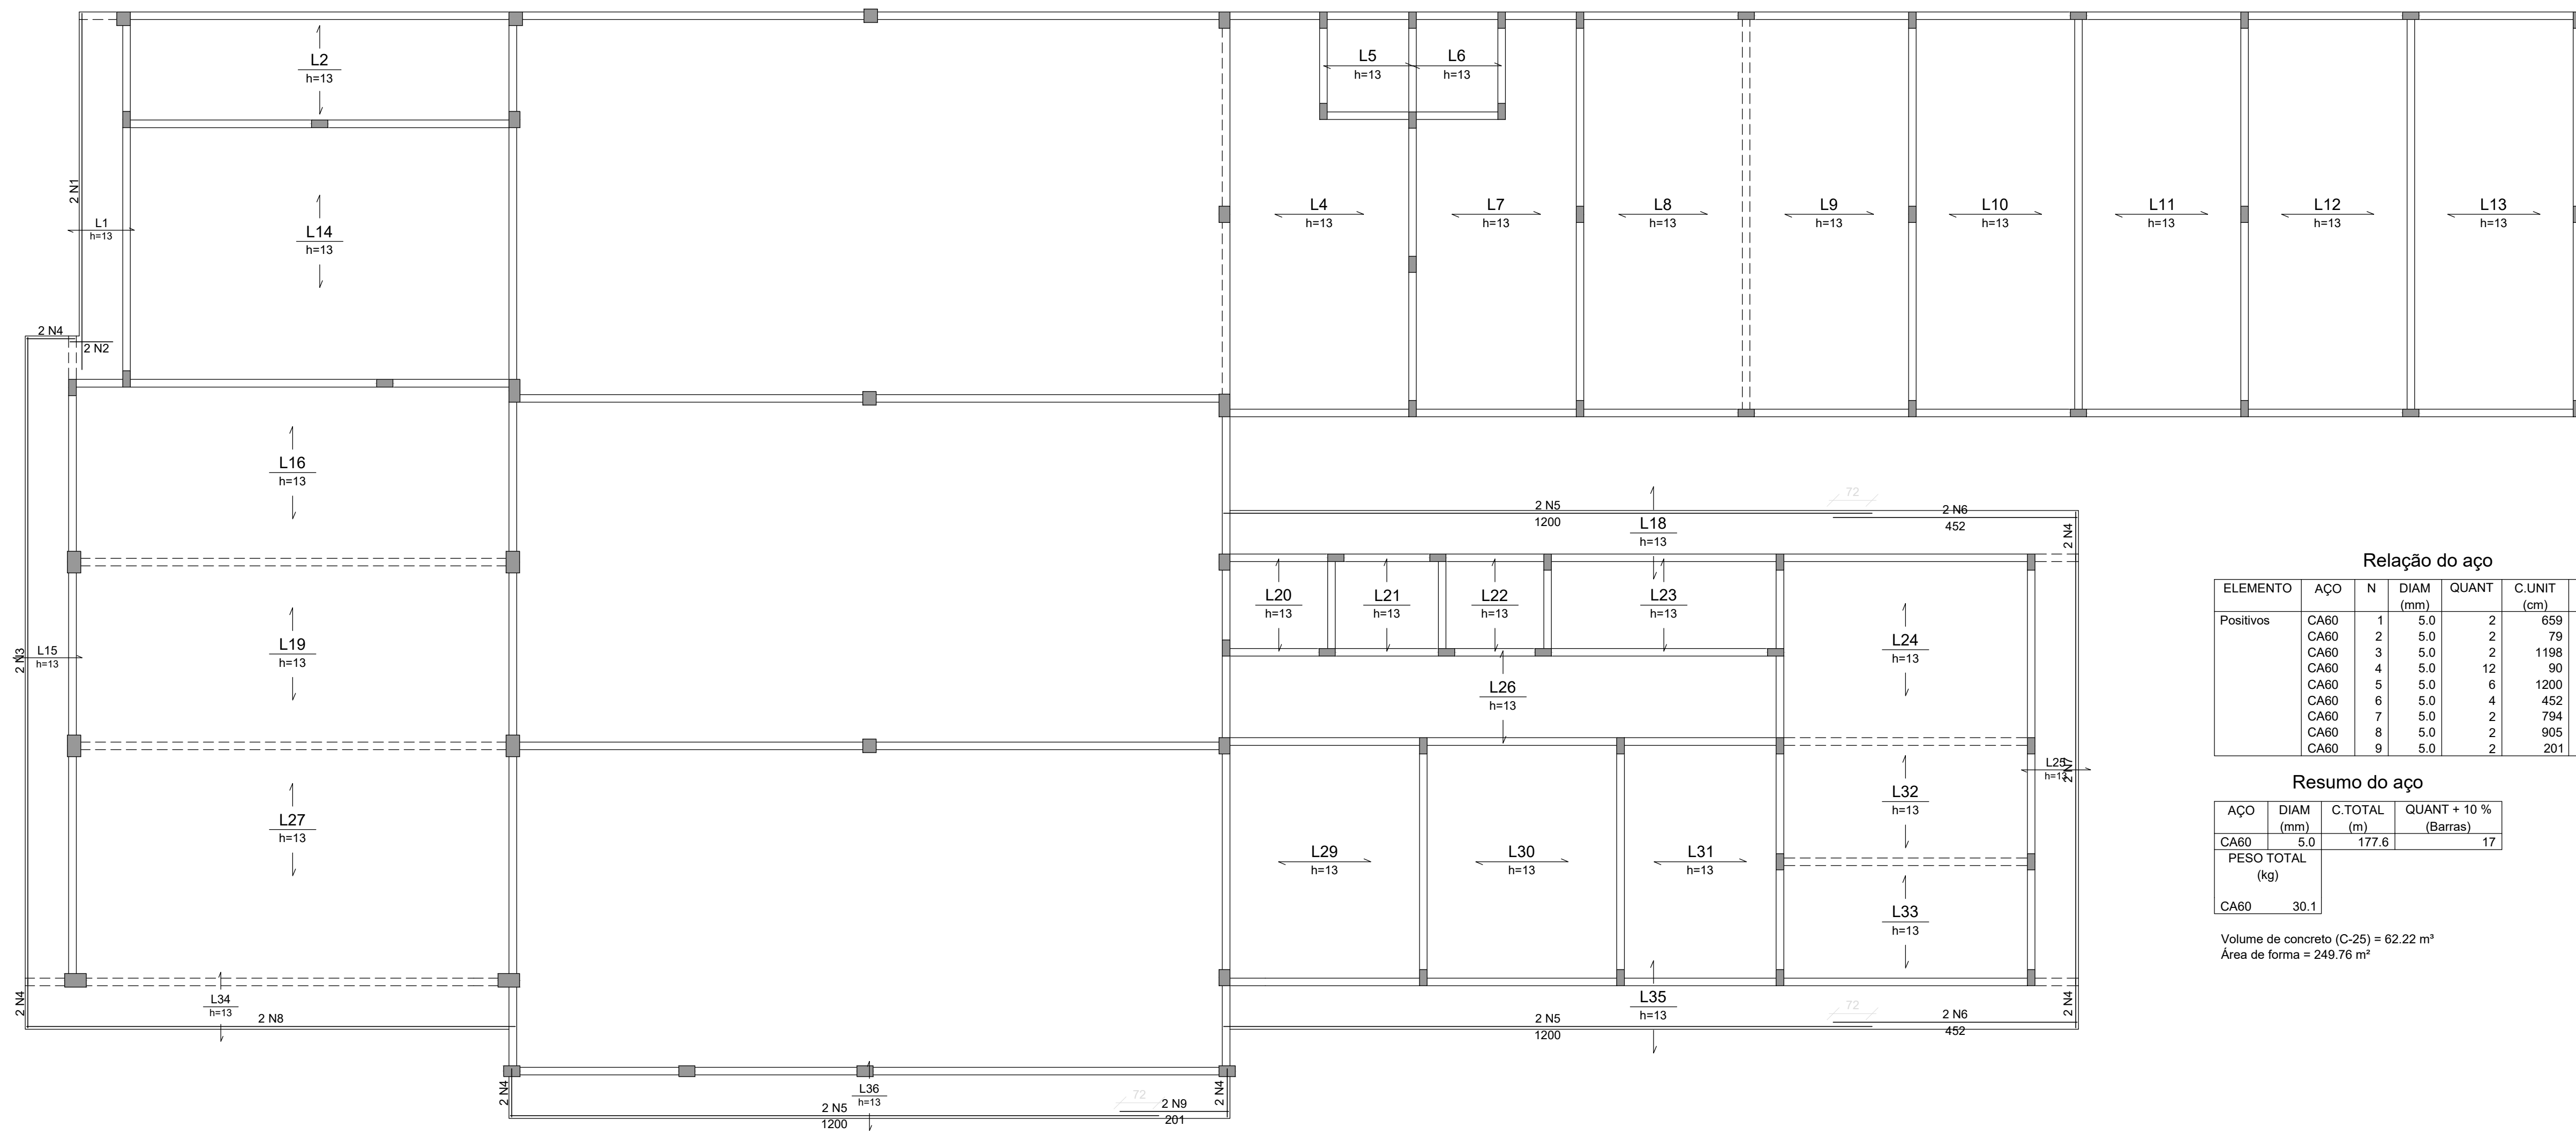 L2
h=13
L5
h=13
L6
h=13
2 N1
L1
h=13
L14
h=13
L4
h=13
L7
h=13
L8
h=13
L9
h=13
L10
h=13
L11
h=13
L12
h=13
L13
h=13
2 N4
2 N2
L16
h=13
72
2 N5
1200
2 N6
452
L18
h=13
2 N4
L20
h=13
L21
h=13
L22
h=13
L23
h=13
L24
h=13
2 N3
L15
h=13
L19
h=13
L26
h=13
L25
h=13
2 N7
L27
h=13
L32
h=13
L29
h=13
L30
h=13
L31
h=13
L33
h=13
2 N4
L34
h=13
2 N8
2 N5
1200
L35
h=13
72
2 N6
452
2 N4
2 N4
L36
h=13
2 N5
1200
72
2 N9
201
2 N4
Relação do aço
ELEMENTO AÇO N DIAM QUANT C.UNIT
(mm) (cm)
Positivos CA60 1 5.0 2 659
CA60 2 5.0 2 79
CA60 3 5.0 2 1198
CA60 4 5.0 12 90
CA60 5 5.0 6 1200
CA60 6 5.0 4 452
CA60 7 5.0 2 794
CA60 8 5.0 2 905
CA60 9 5.0 2 201
Resumo do aço
AÇO DIAM C.TOTAL QUANT + 10 %
(mm) (m) (Barras)
CA60 5.0 177.6 17
PESO TOTAL
(kg)
CA60 30.1
Volume de concreto (C-25) = 62.22 m³
Área de forma = 249.76 m²